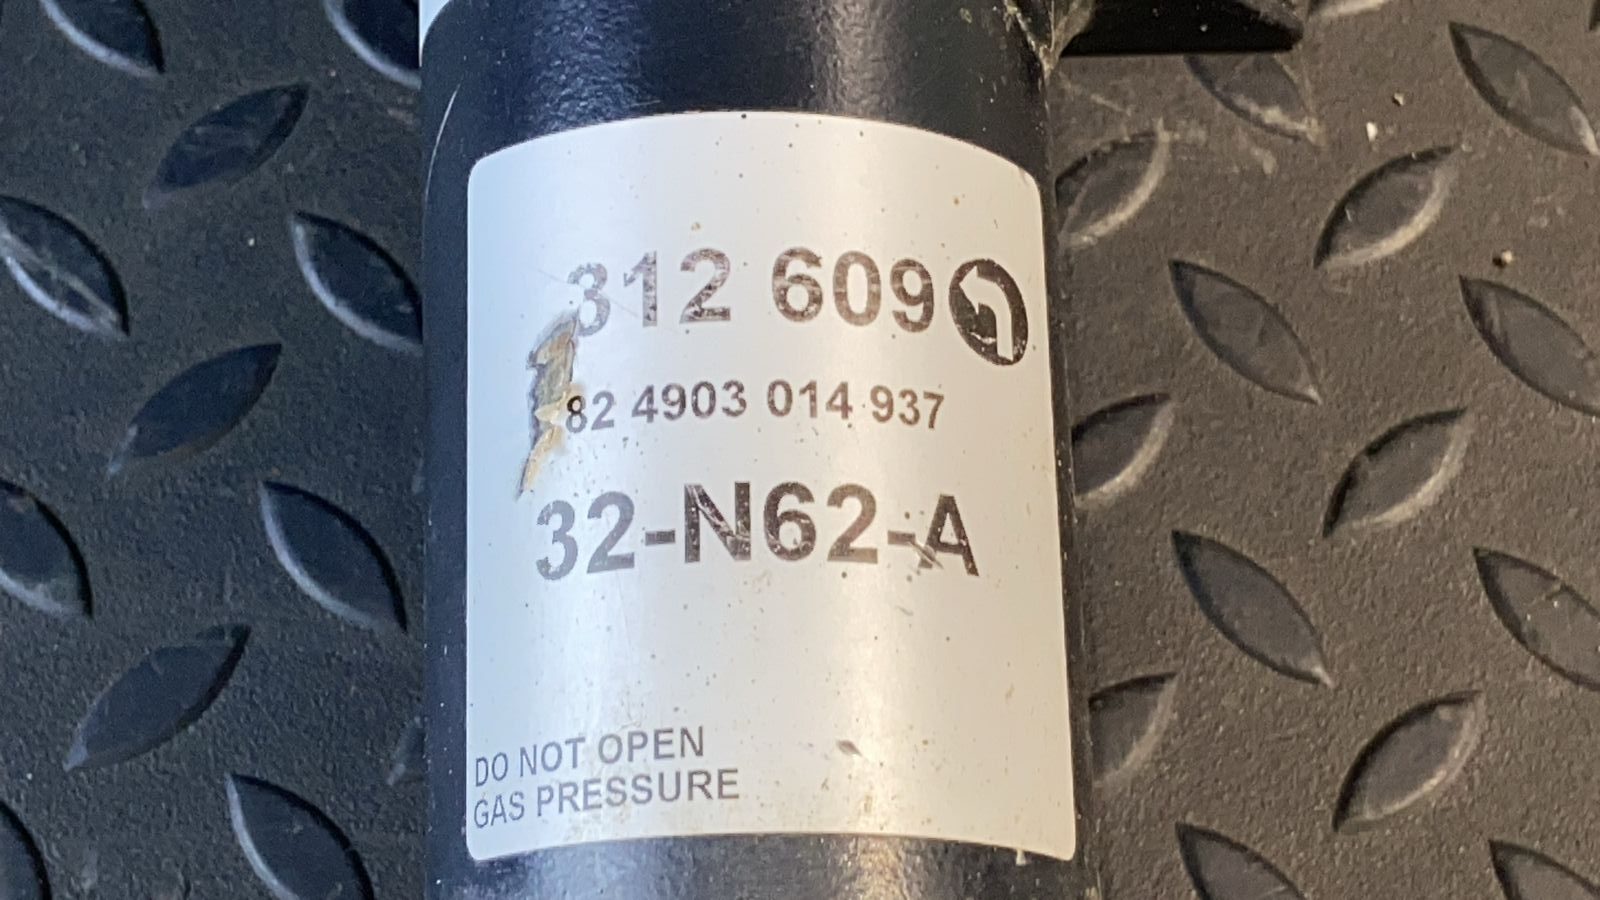 312 609
82 4903 014 937
32-N62-A
DO NOT OPEN
GAS PRESSURE